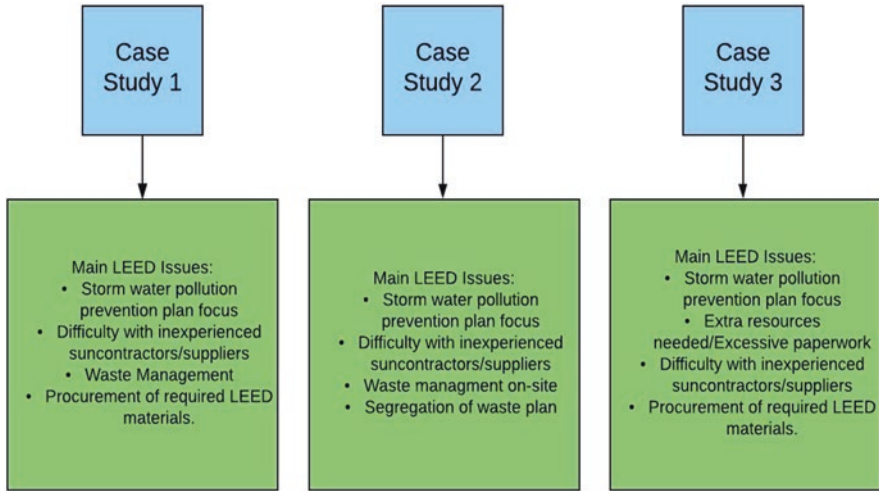 Case
Study 1
Case
Study 2
Case
Study 3
Main LEED Issues:
• Storm water pollution
prevention plan focus
• Difficulty with inexperienced
suncontractors/suppliers
• Waste Management
• Procurement of required LEED
materials.
Main LEED Issues:
• Storm water pollution
prevention plan focus
• Difficulty with inexperienced
suncontractors/suppliers
• Waste managment on-site
• Segregation of waste plan
Main LEED Issues:
• Storm water pollution
prevention plan focus
• Extra resources
needed/Excessive paperwork
• Difficulty with inexperienced
suncontractors/suppliers
• Procurement of required LEED
materials.